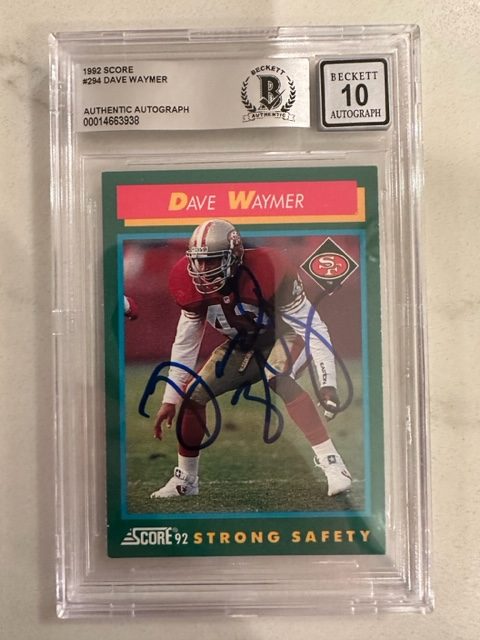 1992 SCORE
#294 DAVE WAYMER
AUTHENTIC AUTOGRAPH
00014663938
BECKETT
B
AUTHENTIC
BECKETT
10
AUTOGRAPH
DAVE WAYMER
SF
SCORE® 92 STRONG SAFETY